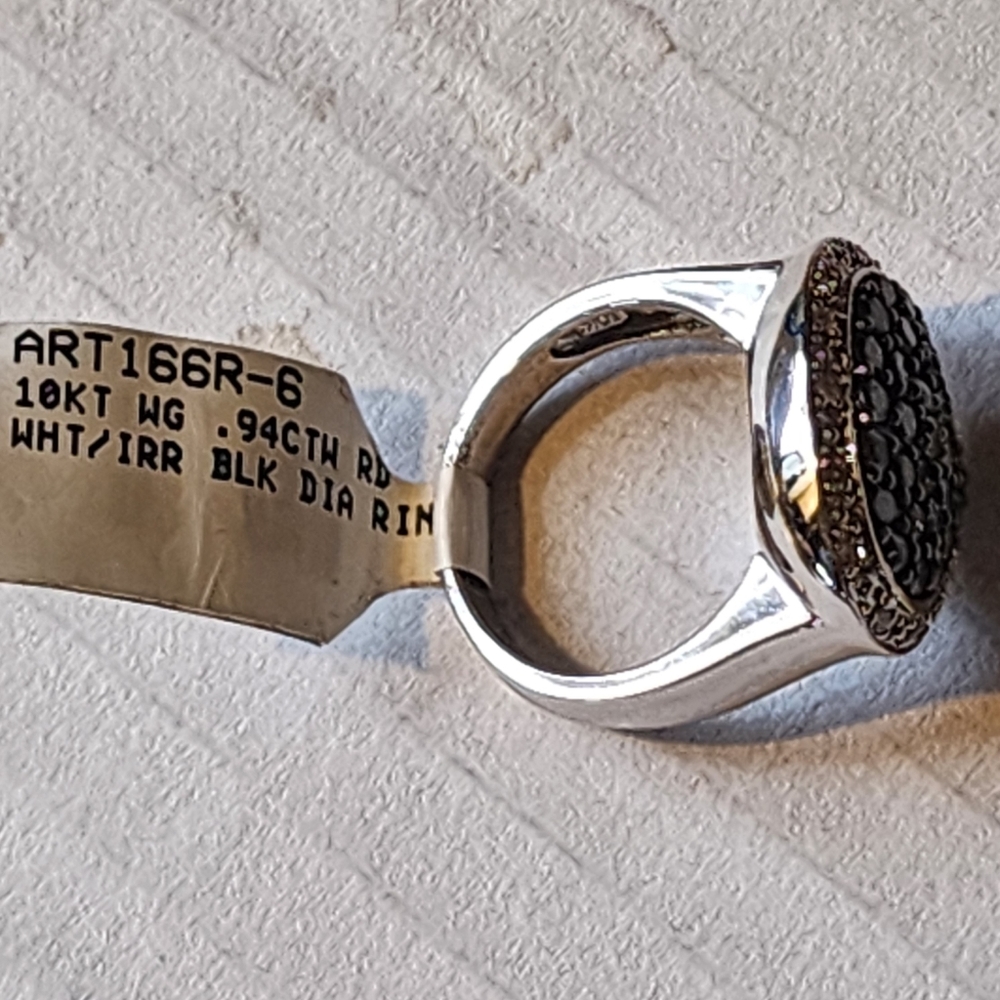 ART166R-6
10KT WG .94CTW RD
WHT/IRR BLK DIA RIN